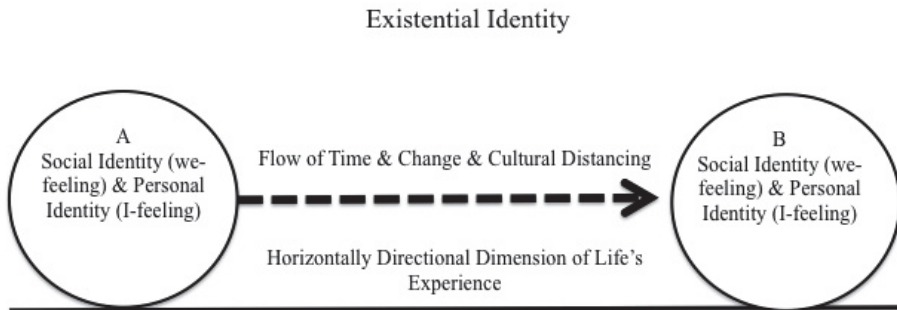 Existential Identity
A
Social Identity (we-
feeling) & Personal
Identity (I-feeling)
Flow of Time & Change & Cultural Distancing
Horizontally Directional Dimension of Life’s
Experience
B
Social Identity (we-
feeling) & Personal
Identity (I-feeling)